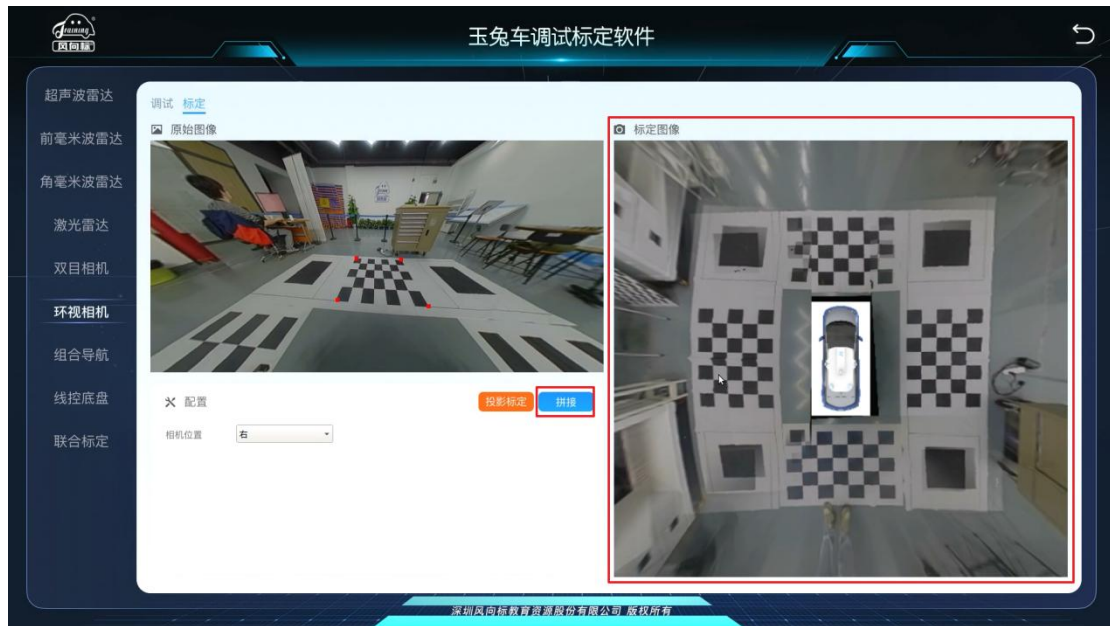 Training
风向标
玉兔车调试标定软件
超声波雷达
前毫米波雷达
角毫米波雷达
激光雷达
双目相机
环视相机
组合导航
线控底盘
联合标定
调试 标定
原始图像
标定图像
配置
投影标定 拼接
相机位置 右
深圳风向标教育资源股份有限公司 版权所有